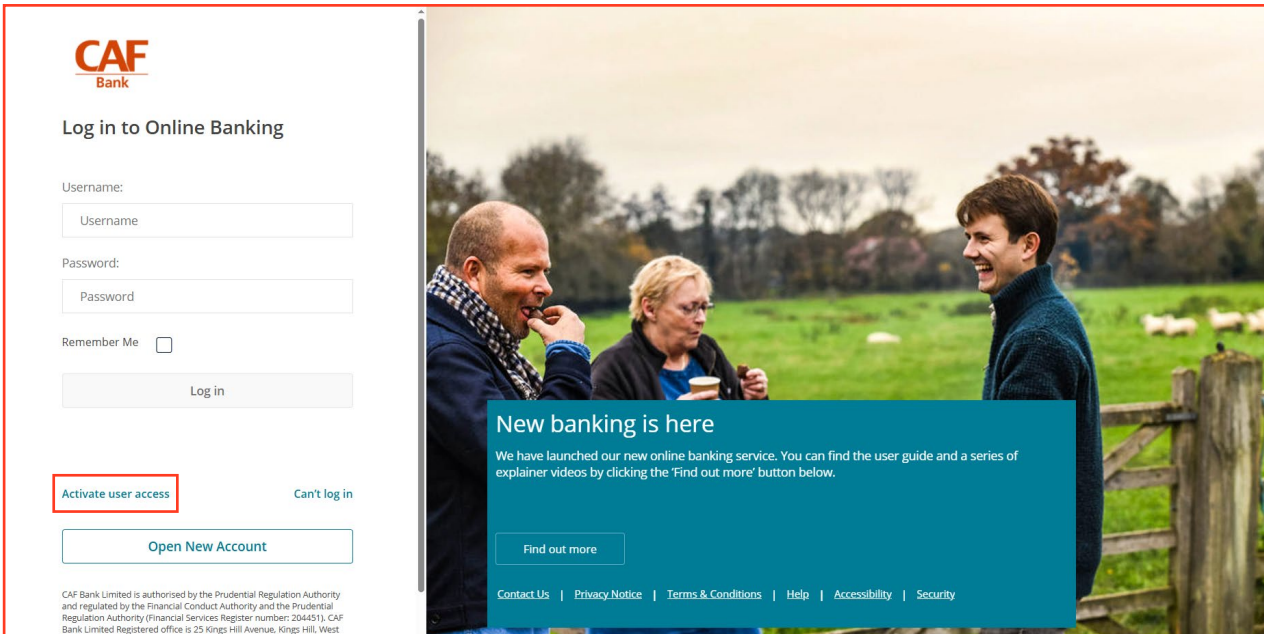 CAF
Bank
Log in to Online Banking
Username:
Username
Password:
Password
Remember Me
Log in
Activate user access
Can't log in
Open New Account
CAF Bank Limited is authorised by the Prudential Regulation Authority
and regulated by the Financial Conduct Authority and the Prudential
Regulation Authority (Financial Services Register number: 204451). CAF
Bank Limited Registered office is 25 Kings Hill Avenue, Kings Hill, West
New banking is here
We have launched our new online banking service. You can find the user guide and a series of
explainer videos by clicking the 'Find out more' button below.
Find out more
Contact Us | Privacy Notice | Terms & Conditions | Help | Accessibility | Security